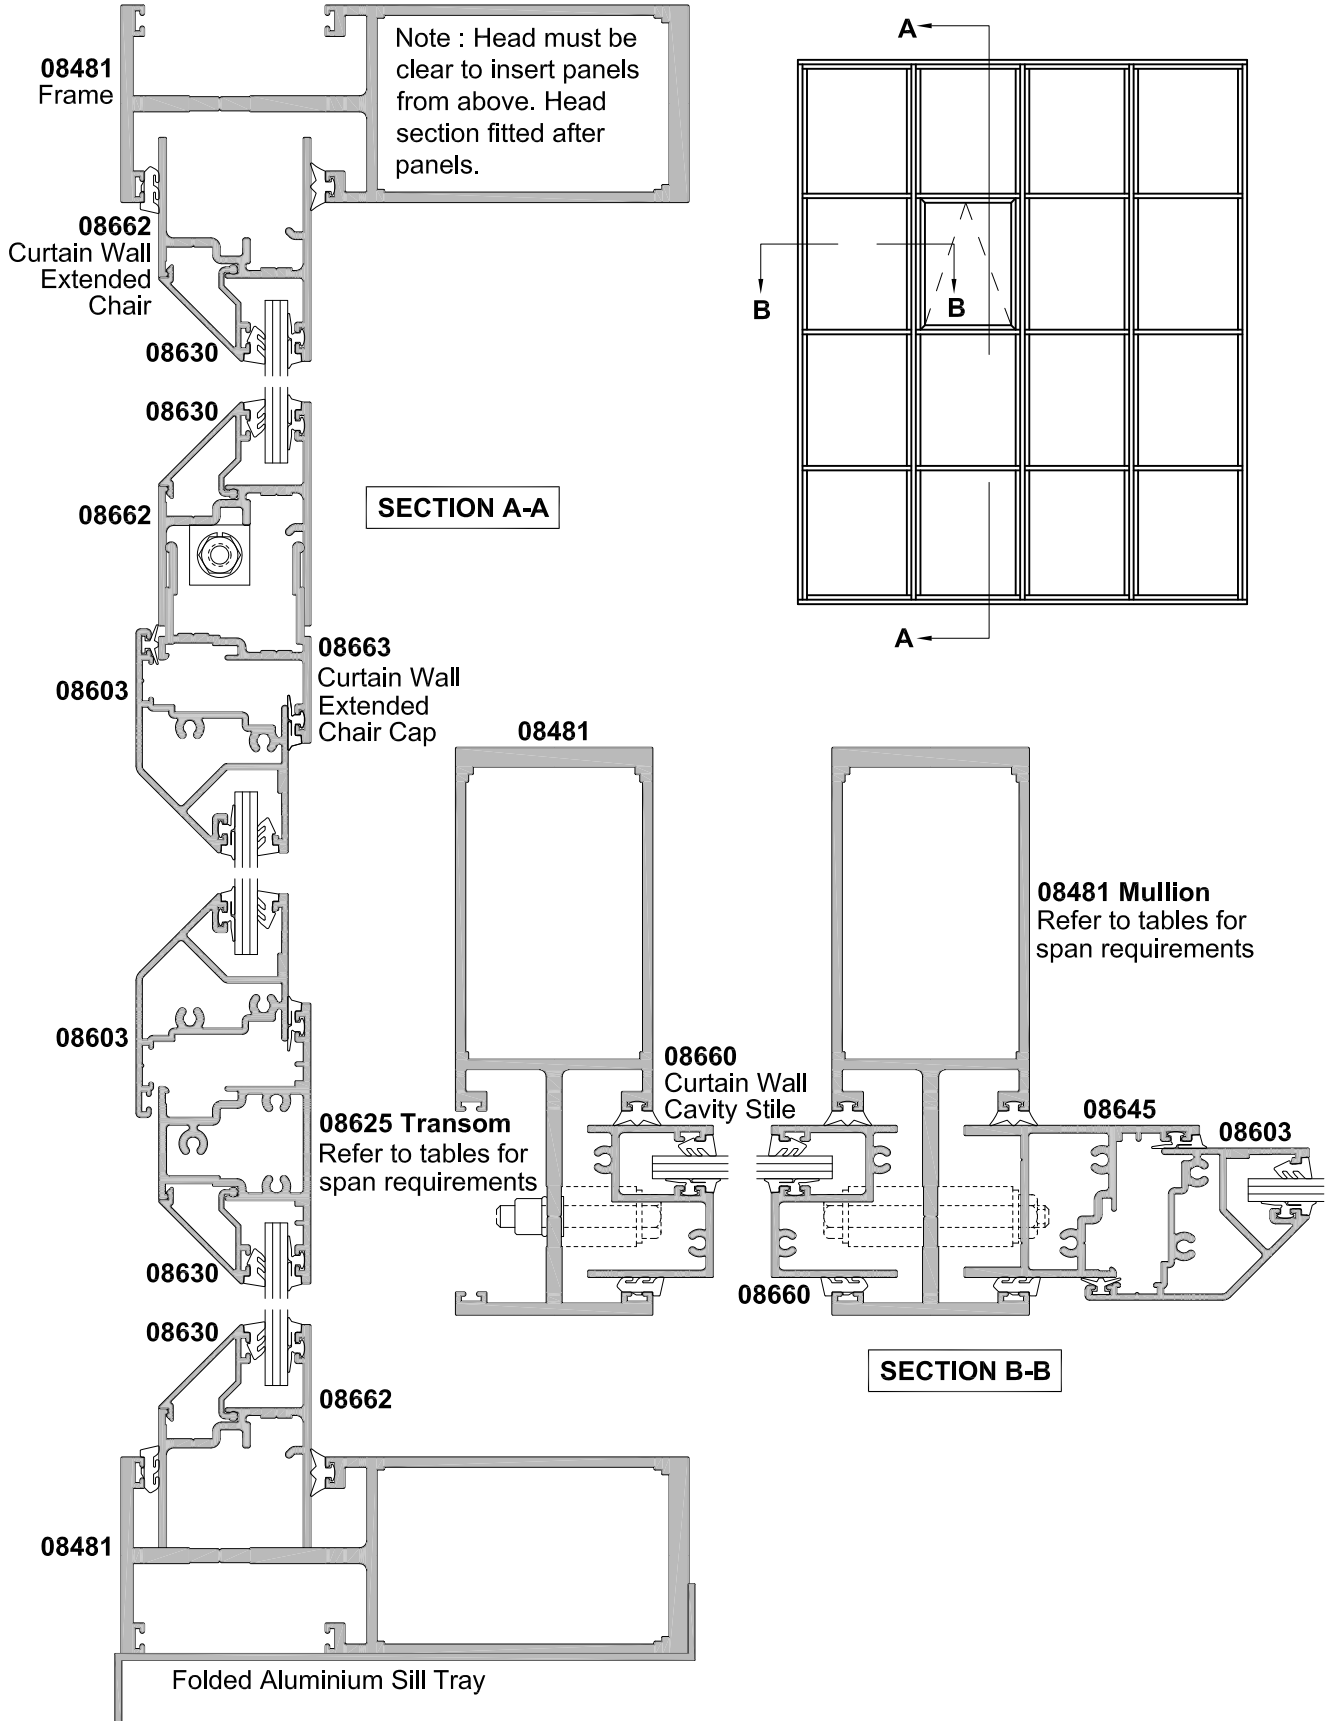 08481
Frame
Note : Head must be
clear to insert panels
from above. Head
section fitted after
panels.
08662
Curtain Wall
Extended
Chair
08630
08630
08662
SECTION A-A
08663
Curtain Wall
Extended
Chair Cap
08603
08603
08625 Transom
Refer to tables for
span requirements
08630
08630
08662
08481
Folded Aluminium Sill Tray
A
B
B
A
08481
08481 Mullion
Refer to tables for
span requirements
08660
Curtain Wall
Cavity Stile
08645
08603
08660
SECTION B-B